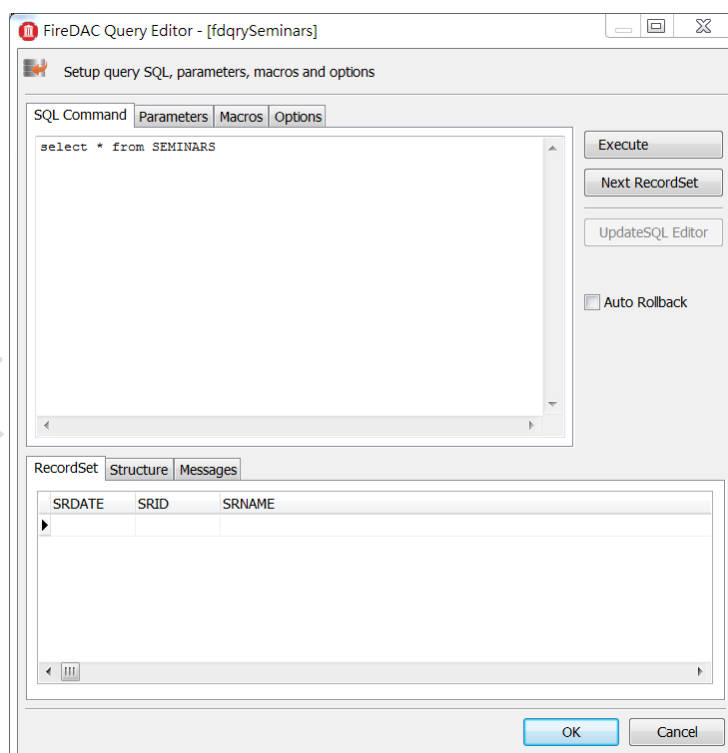 FireDAC Query Editor - [fdqrySeminars]
Setup query SQL, parameters, macros and options
SQL Command Parameters Macros Options
select * from SEMINARS
Execute
Next RecordSet
UpdateSQL Editor
Auto Rollback
RecordSet Structure Messages
SRDATE SRID SRNAME
OK Cancel